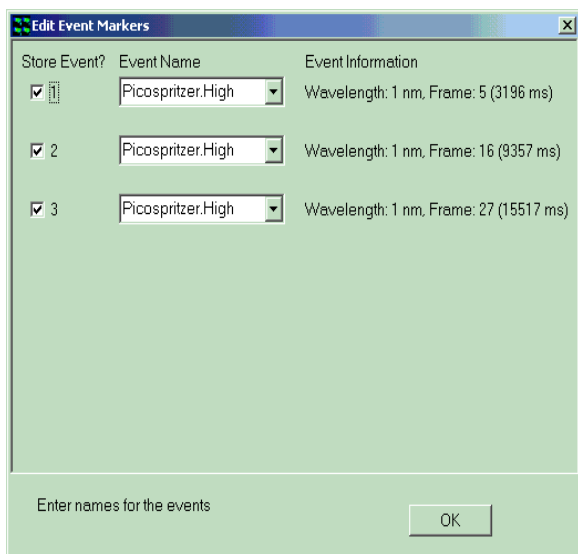 Edit Event Markers
Store Event? Event Name Event Information
1 Picospritzer.High Wavelength: 1 nm, Frame: 5 (3196 ms)
2 Picospritzer.High Wavelength: 1 nm, Frame: 16 (9357 ms)
3 Picospritzer.High Wavelength: 1 nm, Frame: 27 (15517 ms)
Enter names for the events
OK